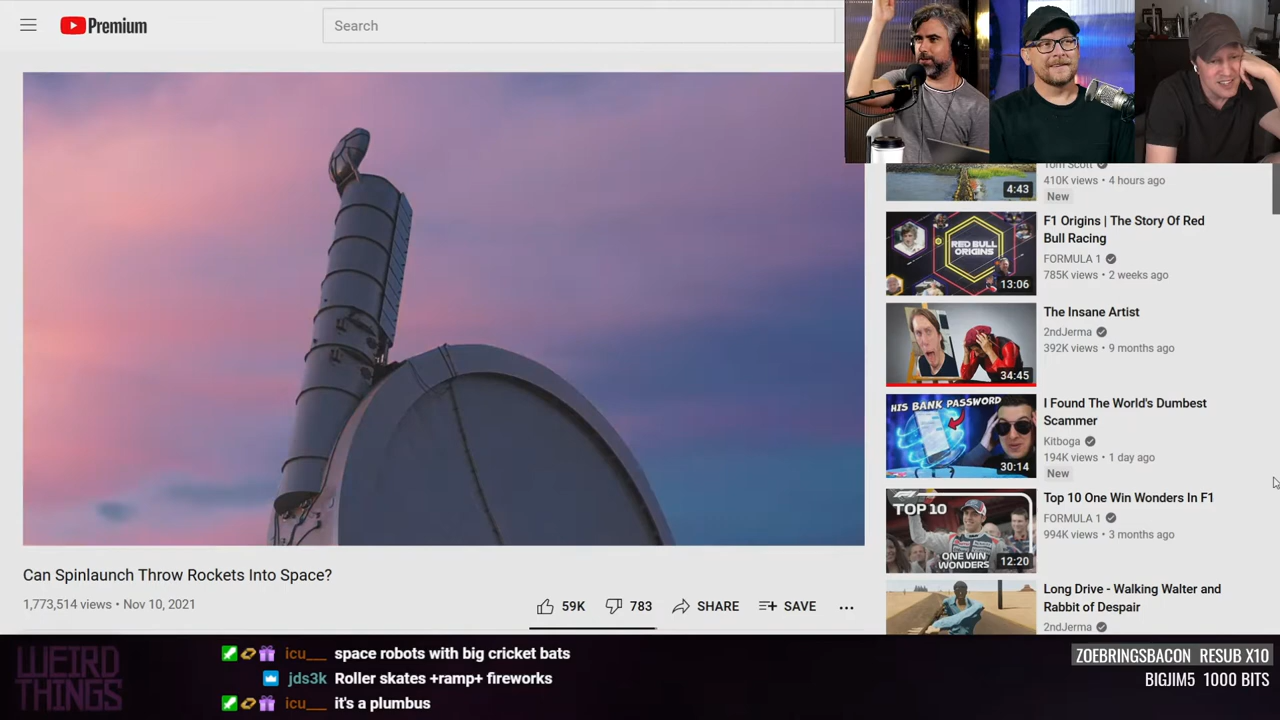 Premium
Search
Tom Scott
410K views • 4 hours ago
4:43
New
F1 Origins | The Story Of Red
Bull Racing
RED BULL
ORIGINS
FORMULA 1
785K views • 2 weeks ago
13:06
The Insane Artist
2ndJerma
392K views • 9 months ago
34:45
HIS BANK PASSWORD
I Found The World's Dumbest
Scammer
Kitboga
194K views • 1 day ago
30:14
New
TOP 10
ONE WIN
WONDERS
12:20
Top 10 One Win Wonders In F1
FORMULA 1
994K views • 3 months ago
Long Drive - Walking Walter and
Rabbit of Despair
2ndJerma
Can Spinlaunch Throw Rockets Into Space?
1,773,514 views • Nov 10, 2021
59K
783
SHARE
SAVE
WEIRD
THINGS
icu___ space robots with big cricket bats
jds3k Roller skates +ramp+ fireworks
icu___ it's a plumbus
ZOEBRINGSBACON RESUB X10
BIGJIM5 1000 BITS